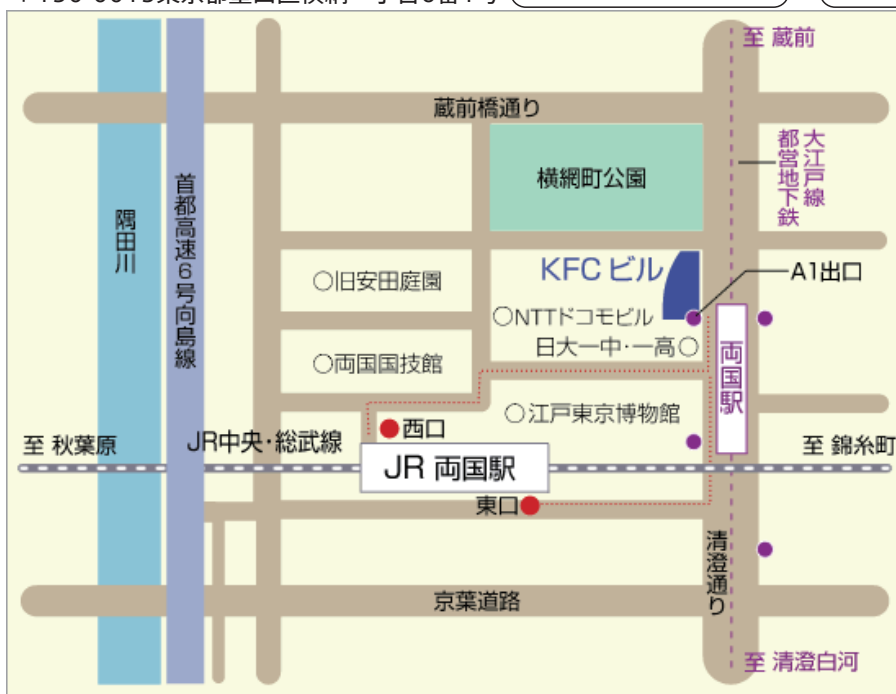 至 蔵前
蔵前橋通り
大江戸線
都営地下鉄
横網町公園
首都高速6号向島線
隅田川
KFC ビル
A1出口
○旧安田庭園
○NTTドコモビル
日大一中・一高○
両国駅
○両国国技館
○江戸東京博物館
西口
至 秋葉原
JR中央・総武線
JR 両国駅
至 錦糸町
東口
清澄通り
京葉道路
至 清澄白河